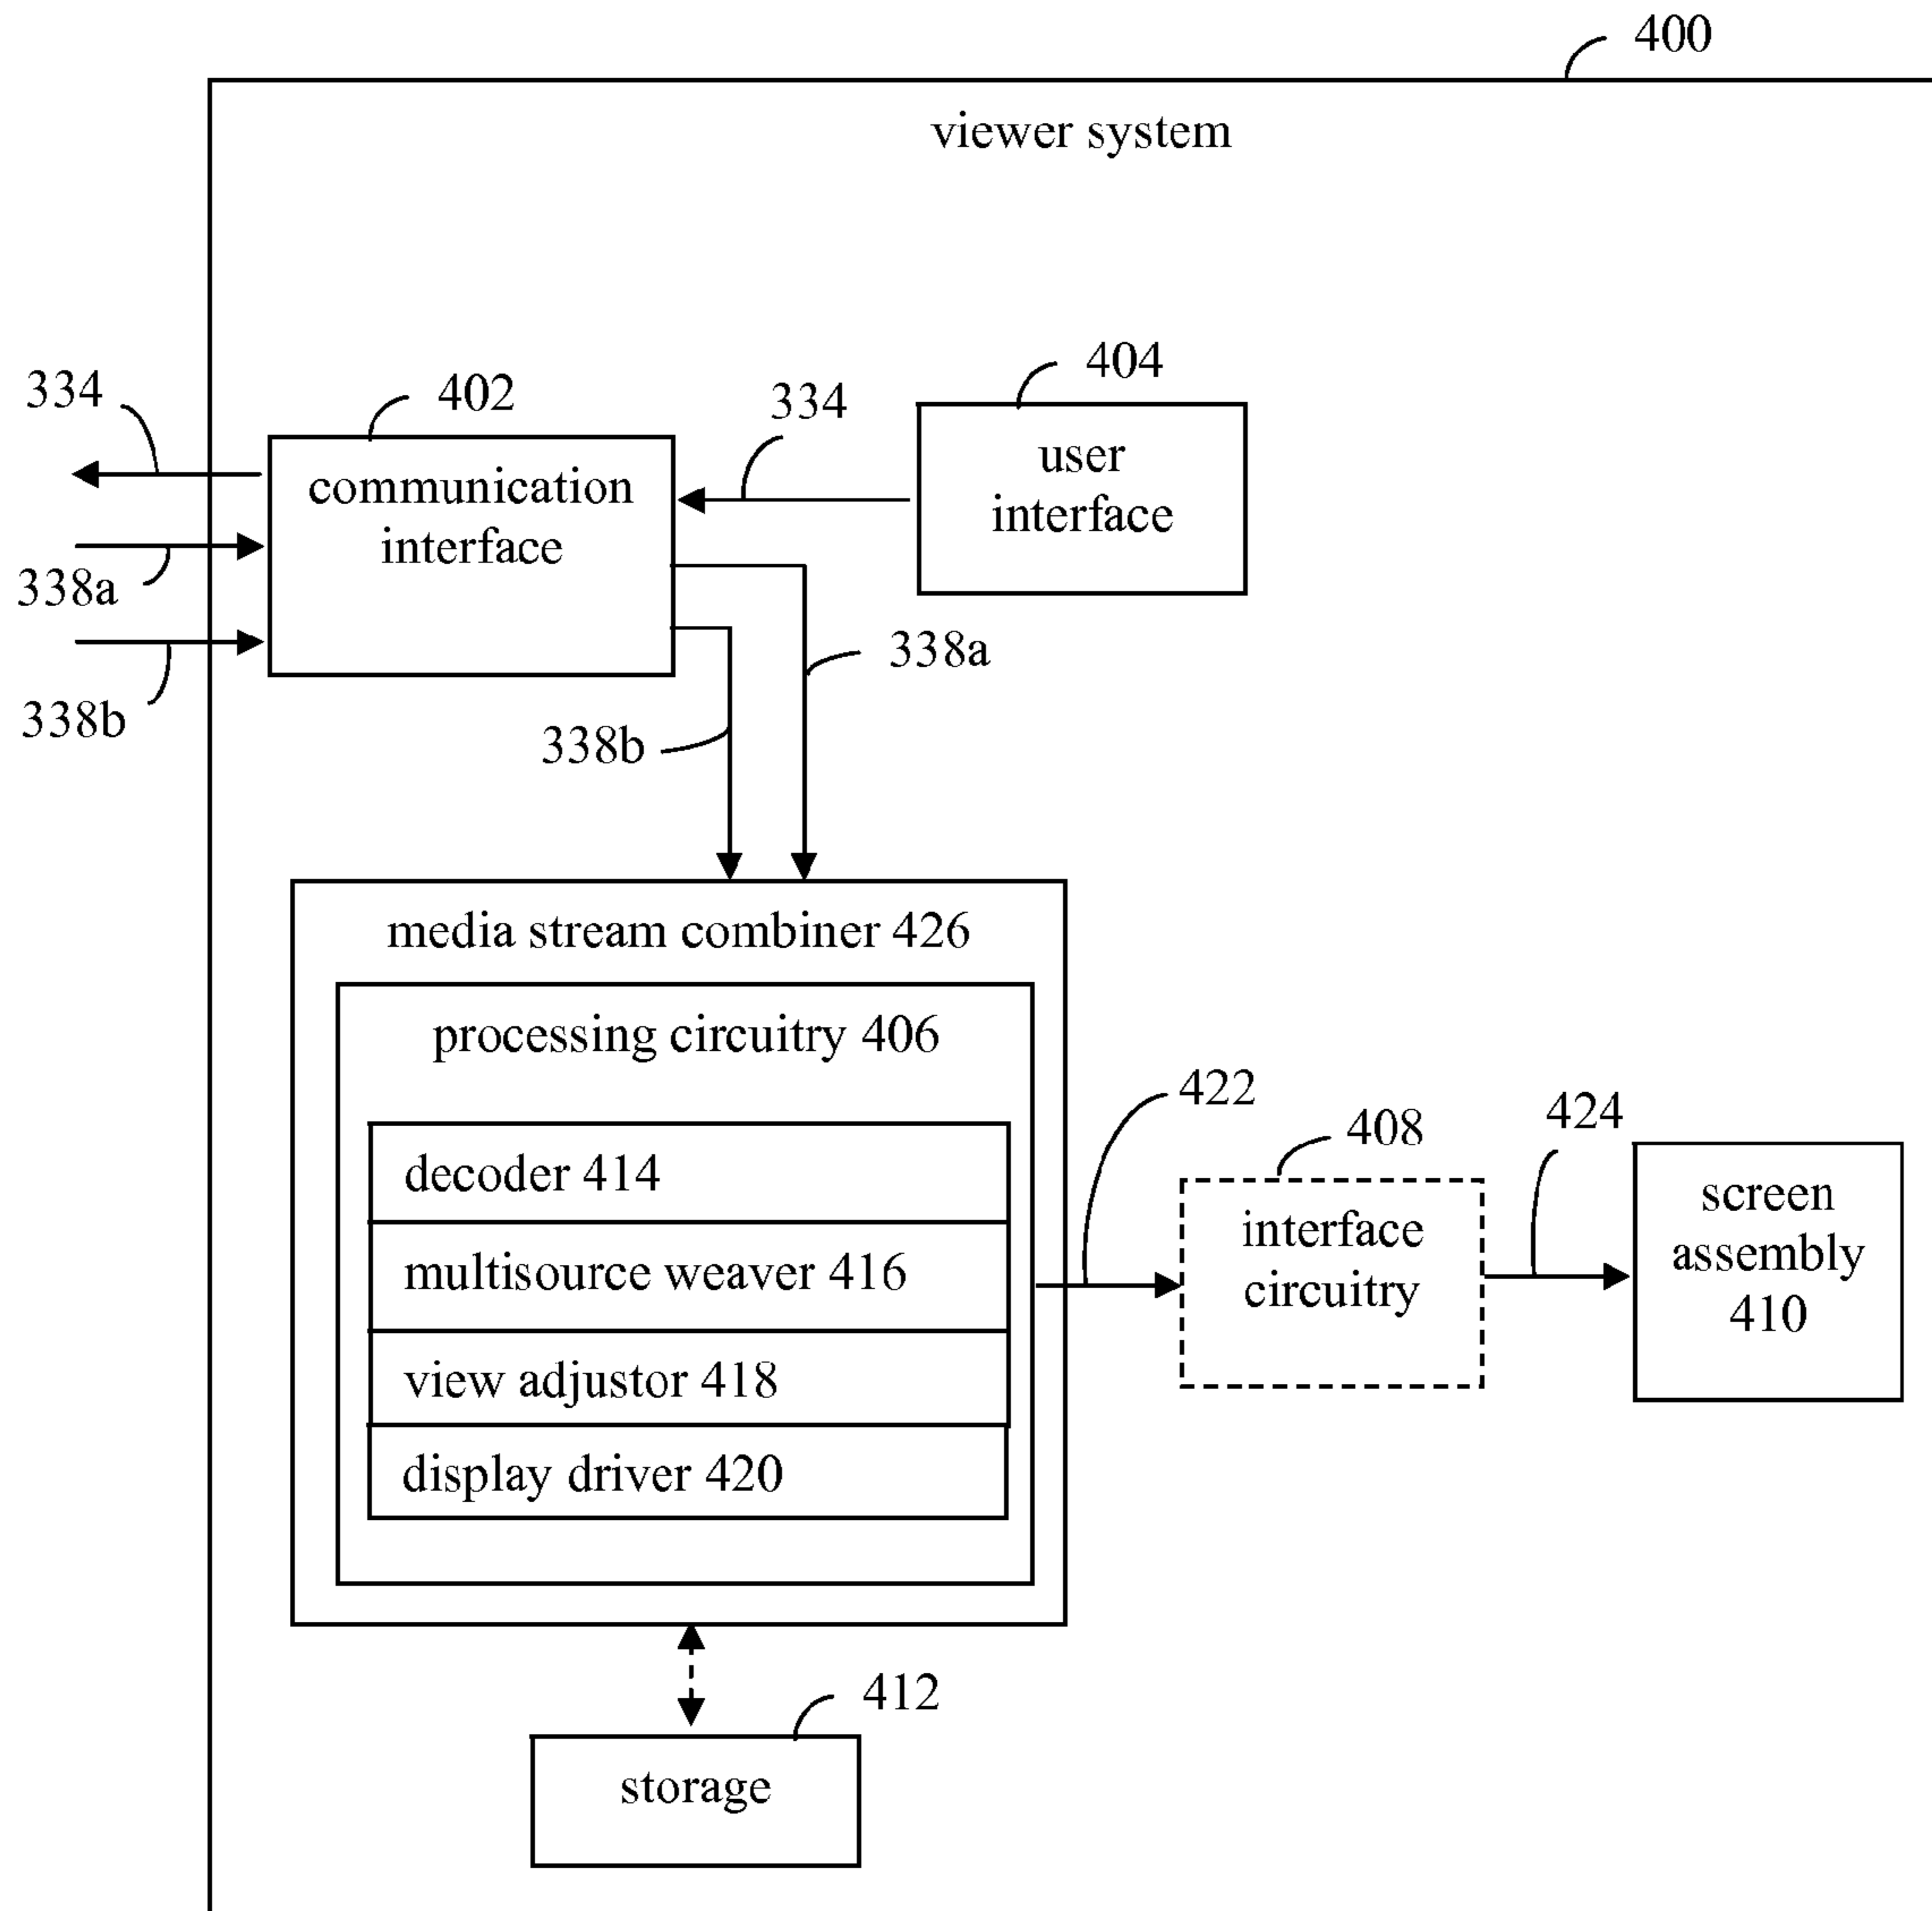 400
viewer system
404
334
402
334
user
interface
communication
interface
338a
338a
338b
338b
media stream combiner 426
processing circuitry 406
422
424
408
decoder 414
screen
assembly
410
interface
circuitry
multisource weaver 416
view adjustor 418
display driver 420
412
storage